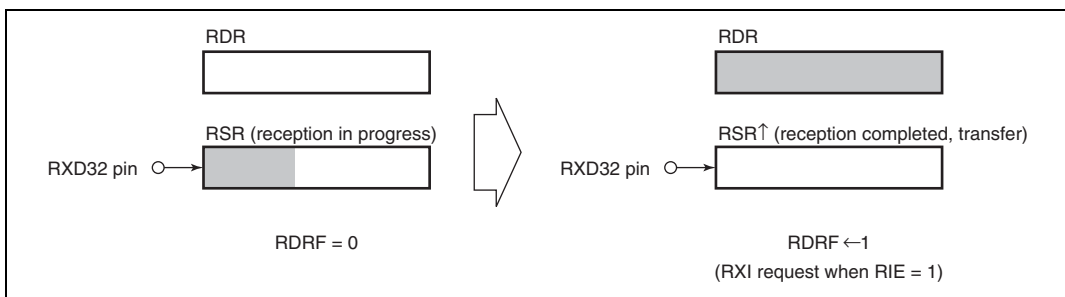 RDR
RSR (reception in progress)
RXD32 pin
RDRF = 0
RDR
RSR↑ (reception completed, transfer)
RXD32 pin
RDRF ←1
(RXI request when RIE = 1)